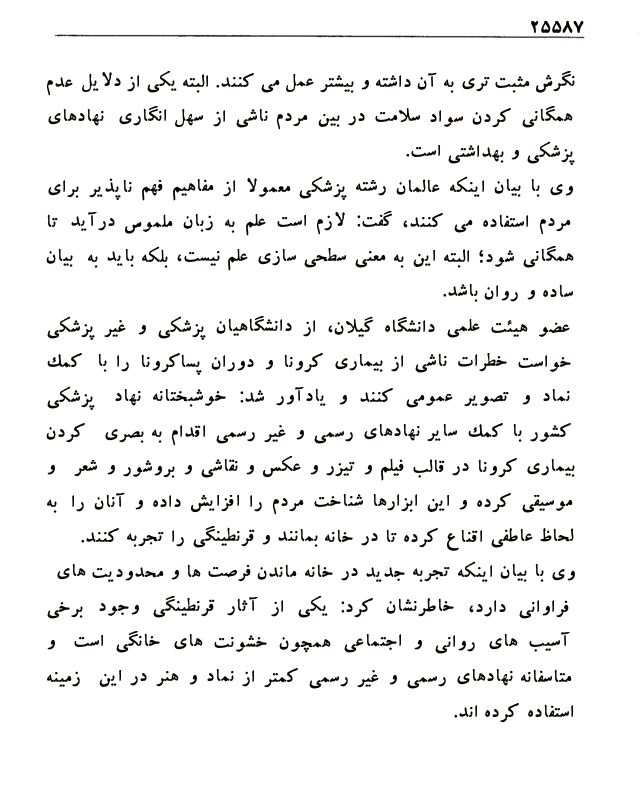 ۲۵۵۸۷
نگرش مثبت تری به آن داشته و بیشتر عمل می کنند. البته یکی از دلایل عدم
همگانی کردن سواد سلامت در بین مردم ناشی از سهل انگاری نهادهای
پزشکی و بهداشتی است.
وی با بیان اینکه عالمان رشته پزشکی معمولا از مفاهیم فهم ناپذیر برای
مردم استفاده می کنند، گفت: لازم است علم به زبان ملموس درآید تا
همگانی شود؛ البته این به معنی سطحی سازی علم نیست، بلکه باید به بیان
ساده و روان باشد.
عضو هیئت علمی دانشگاه گیلان، از دانشگاهیان پزشکی و غیر پزشکی
خواست خطرات ناشی از بیماری کرونا و دوران پساکرونا را با کمك
نماد و تصویر عمومی کنند و یادآور شد: خوشبختانه نهاد پزشکی
کشور با کمك سایر نهادهای رسمی و غیر رسمی اقدام به بصری کردن
بیماری کرونا در قالب فیلم و تیزر و عکس و نقاشی و بروشور و شعر و
موسیقی کرده و این ابزارها شناخت مردم را افزایش داده و آنان را به
لحاظ عاطفی اقناع کرده تا در خانه بمانند و قرنطینگی را تجربه کنند.
وی با بیان اینکه تجربه جدید در خانه ماندن فرصت ها و محدودیت های
فراوانی دارد، خاطرنشان کرد: یکی از آثار قرنطینگی وجود برخی
آسیب های روانی و اجتماعی همچون خشونت های خانگی است و
متاسفانه نهادهای رسمی و غیر رسمی کمتر از نماد و هنر در این زمینه
استفاده کرده اند.